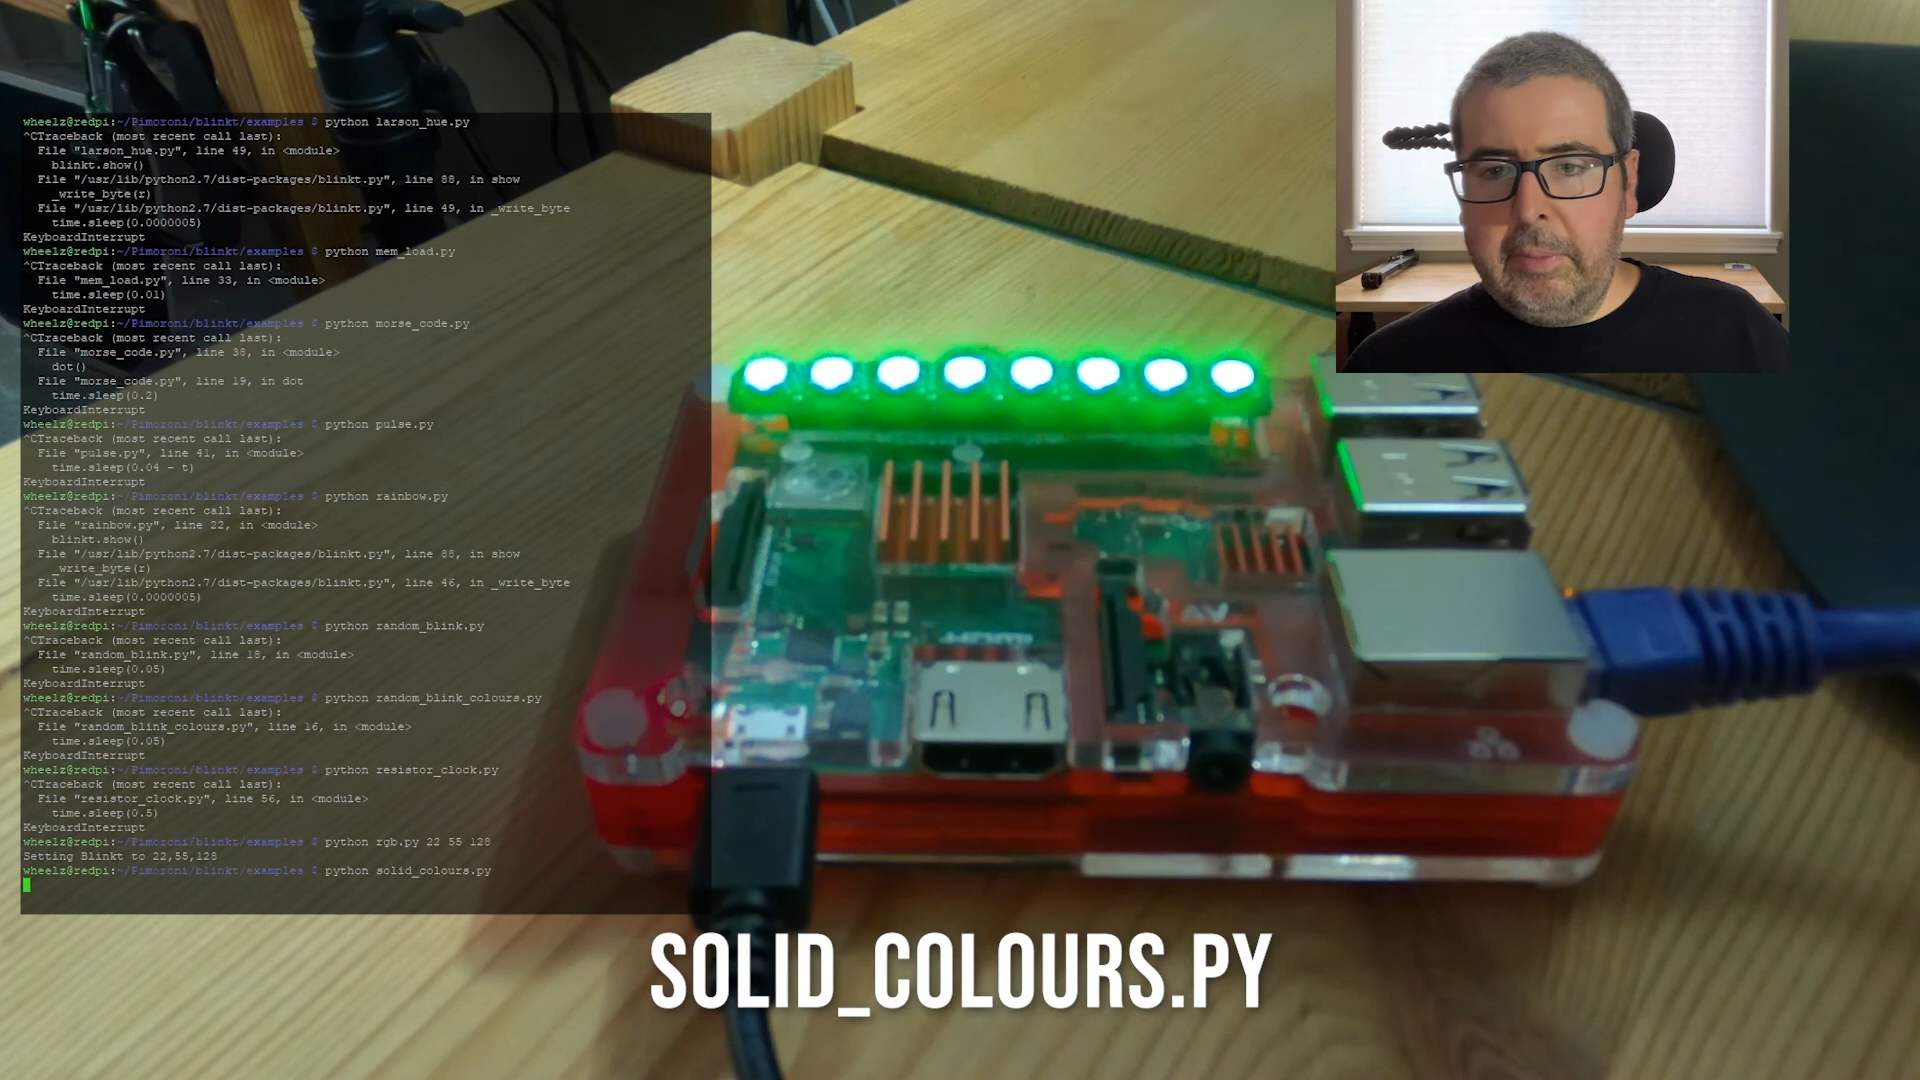 wheelz@redpi:~/Pimoroni/blinkt/examples $ python larson_hue.py
^CTraceback (most recent call last):
  File "larson_hue.py", line 49, in <module>
    blinkt.show()
  File "/usr/lib/python2.7/dist-packages/blinkt.py", line 88, in show
    _write_byte(r)
  File "/usr/lib/python2.7/dist-packages/blinkt.py", line 49, in _write_byte
    time.sleep(0.0000005)
KeyboardInterrupt
wheelz@redpi:~/Pimoroni/blinkt/examples $ python mem_load.py
^CTraceback (most recent call last):
  File "mem_load.py", line 33, in <module>
    time.sleep(0.01)
KeyboardInterrupt
wheelz@redpi:~/Pimoroni/blinkt/examples $ python morse_code.py
^CTraceback (most recent call last):
  File "morse_code.py", line 38, in <module>
    dot()
  File "morse_code.py", line 19, in dot
    time.sleep(0.2)
KeyboardInterrupt
wheelz@redpi:~/Pimoroni/blinkt/examples $ python pulse.py
^CTraceback (most recent call last):
  File "pulse.py", line 41, in <module>
    time.sleep(0.04 - t)
KeyboardInterrupt
wheelz@redpi:~/Pimoroni/blinkt/examples $ python rainbow.py
^CTraceback (most recent call last):
  File "rainbow.py", line 22, in <module>
    blinkt.show()
  File "/usr/lib/python2.7/dist-packages/blinkt.py", line 88, in show
    _write_byte(r)
  File "/usr/lib/python2.7/dist-packages/blinkt.py", line 46, in _write_byte
    time.sleep(0.0000005)
KeyboardInterrupt
wheelz@redpi:~/Pimoroni/blinkt/examples $ python random_blink.py
^CTraceback (most recent call last):
  File "random_blink.py", line 18, in <module>
    time.sleep(0.05)
KeyboardInterrupt
wheelz@redpi:~/Pimoroni/blinkt/examples $ python random_blink_colours.py
^CTraceback (most recent call last):
  File "random_blink_colours.py", line 16, in <module>
    time.sleep(0.05)
KeyboardInterrupt
wheelz@redpi:~/Pimoroni/blinkt/examples $ python resistor_clock.py
^CTraceback (most recent call last):
  File "resistor_clock.py", line 56, in <module>
    time.sleep(0.5)
KeyboardInterrupt
wheelz@redpi:~/Pimoroni/blinkt/examples $ python rgb.py 22 55 128
Setting Blinkt to 22,55,128
wheelz@redpi:~/Pimoroni/blinkt/examples $ python solid_colours.py
SOLID_COLOURS.PY